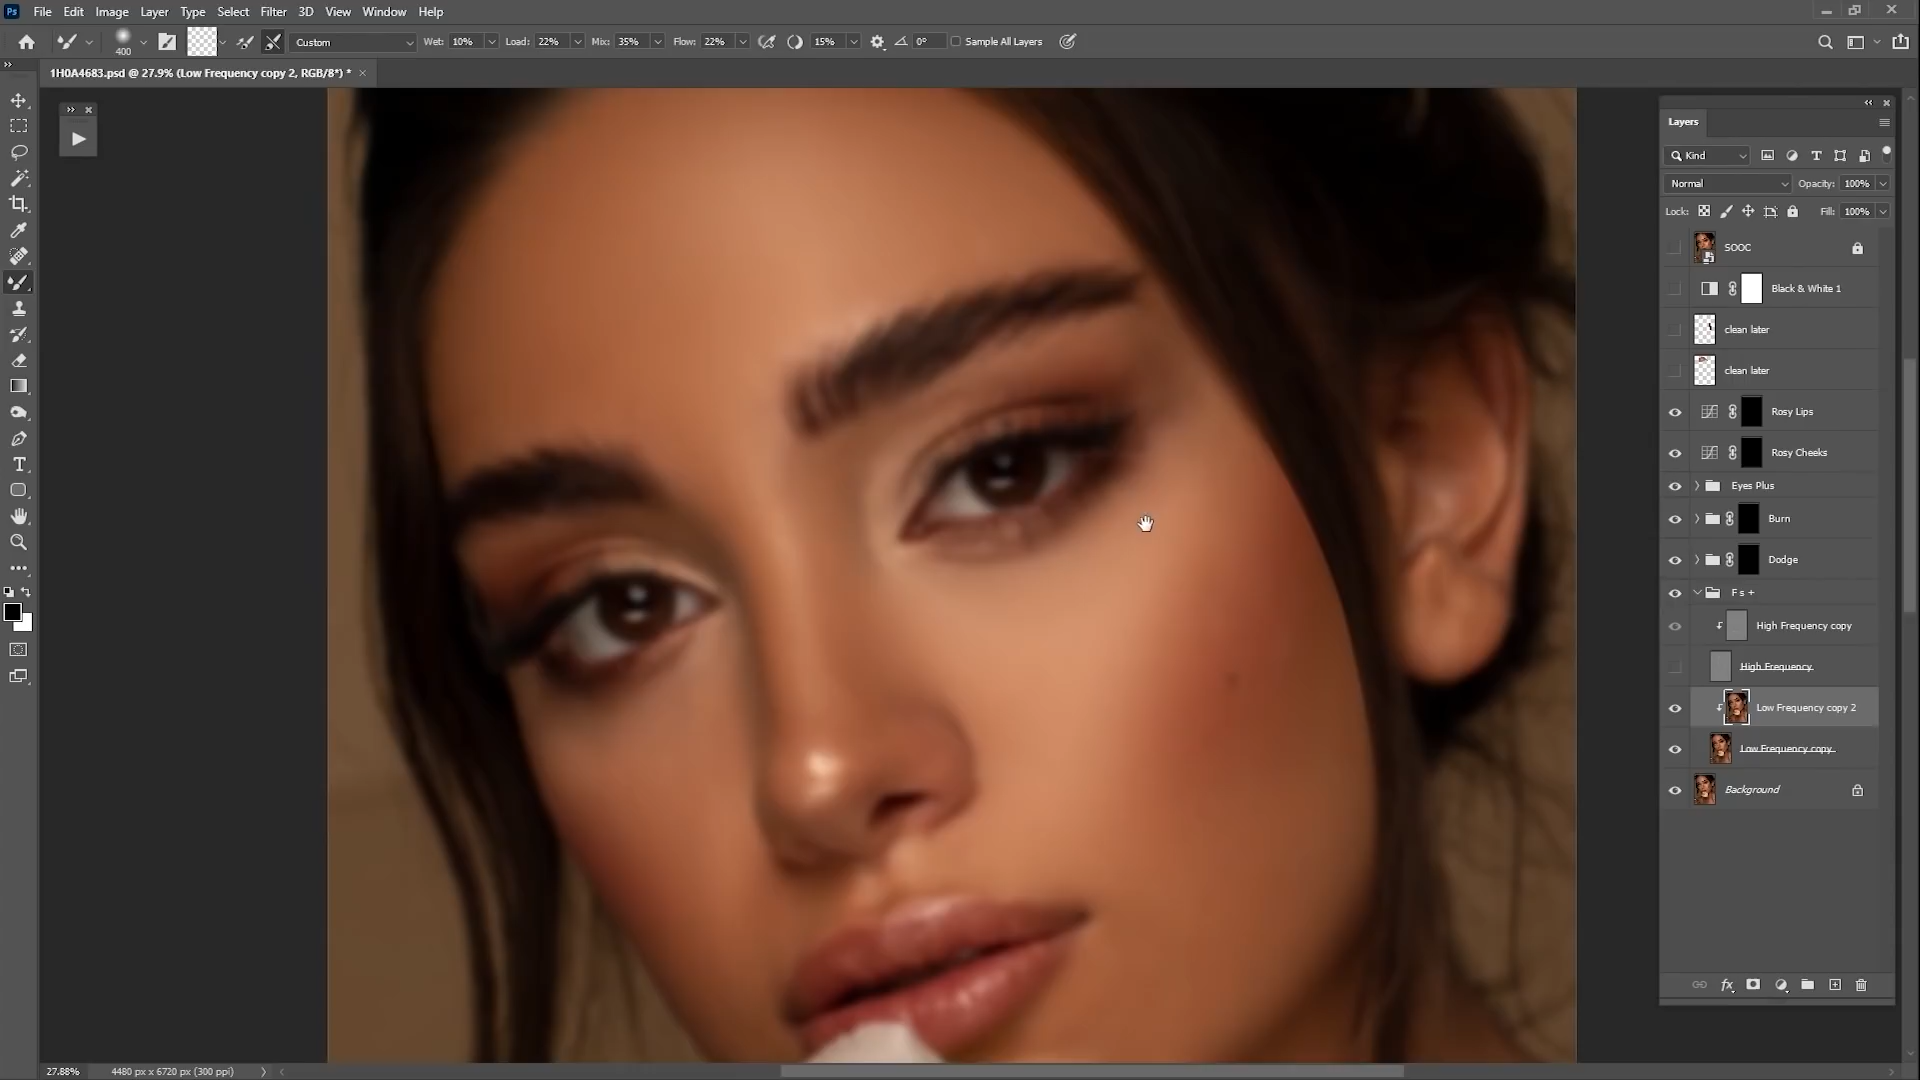 Ps File Edit Image Layer Type Select Filter 3D View Window Help
400 Custom Wet: 10% Load: 22% Mix: 35% Flow: 22% 15% 0° Sample All Layers
1H0A4683.psd @ 27.9% (Low Frequency copy 2, RGB/8*) *
Layers
Kind
Normal Opacity: 100%
Lock: Fill: 100%
SOOC
Black & White 1
clean later
clean later
Rosy Lips
Rosy Cheeks
Eyes Plus
Burn
Dodge
F s +
High Frequency copy
High Frequency
Low Frequency copy 2
Low Frequency copy
Background
fx
27.88% 4480 px x 6720 px (300 ppi)